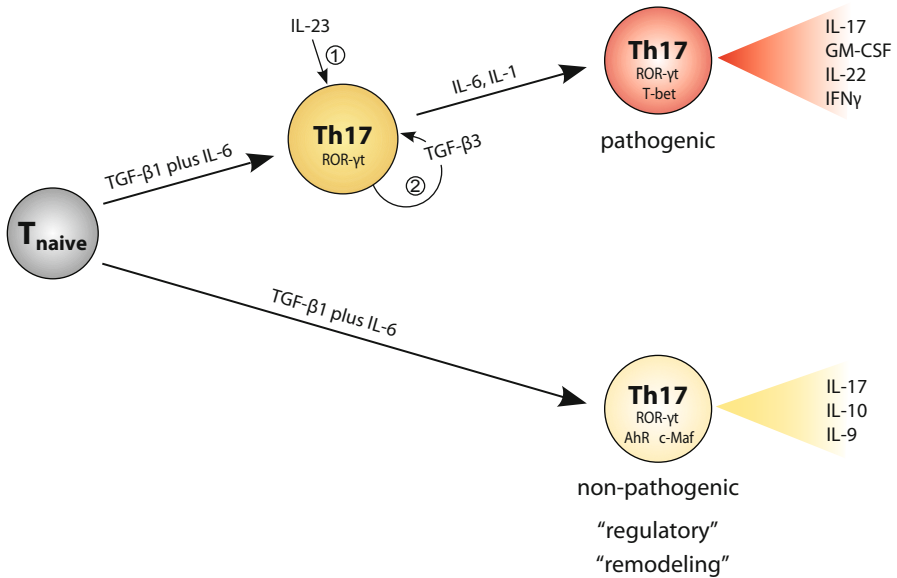 IL-23
①
Th17
ROR-γt
TGF-β3
②
TGF-β1 plus IL-6
IL-6, IL-1
Th17
ROR-γt
T-bet
pathogenic
IL-17
GM-CSF
IL-22
IFNγ
Tnaive
TGF-β1 plus IL-6
Th17
ROR-γt
AhR c-Maf
non-pathogenic
“regulatory”
“remodeling”
IL-17
IL-10
IL-9